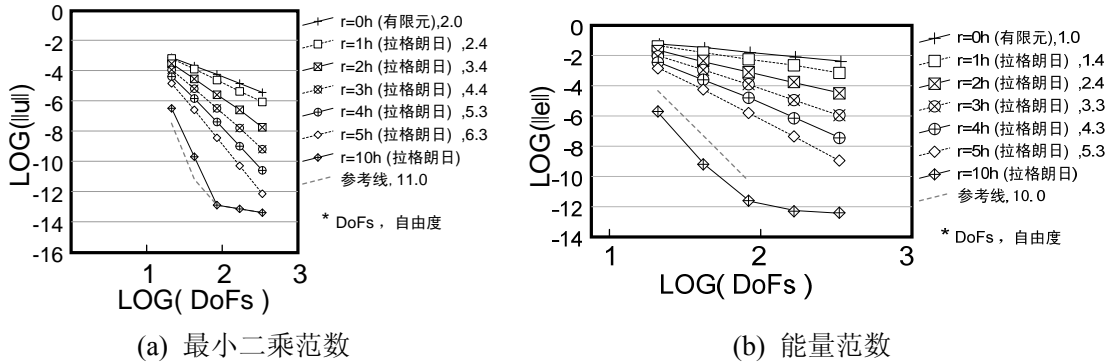 0
-2
-4
-6
-8
-10
-12
-14
-16
LOG(||u||)
1 2 3
LOG( DoFs )
r=0h (有限元),2.0
r=1h (拉格朗日) ,2.4
r=2h (拉格朗日) ,3.4
r=3h (拉格朗日) ,4.4
r=4h (拉格朗日) ,5.3
r=5h (拉格朗日) ,6.3
r=10h (拉格朗日)
参考线, 11.0
* DoFs ，自由度
(a) 最小二乘范数
0
-2
-4
-6
-8
-10
-12
-14
LOG(||e||)
1 2 3
LOG( DoFs )
r=0h (有限元),1.0
r=1h (拉格朗日) ,1.4
r=2h (拉格朗日) ,2.4
r=3h (拉格朗日) ,3.3
r=4h (拉格朗日) ,4.3
r=5h (拉格朗日) ,5.3
r=10h (拉格朗日)
参考线, 10.0
* DoFs ，自由度
(b) 能量范数